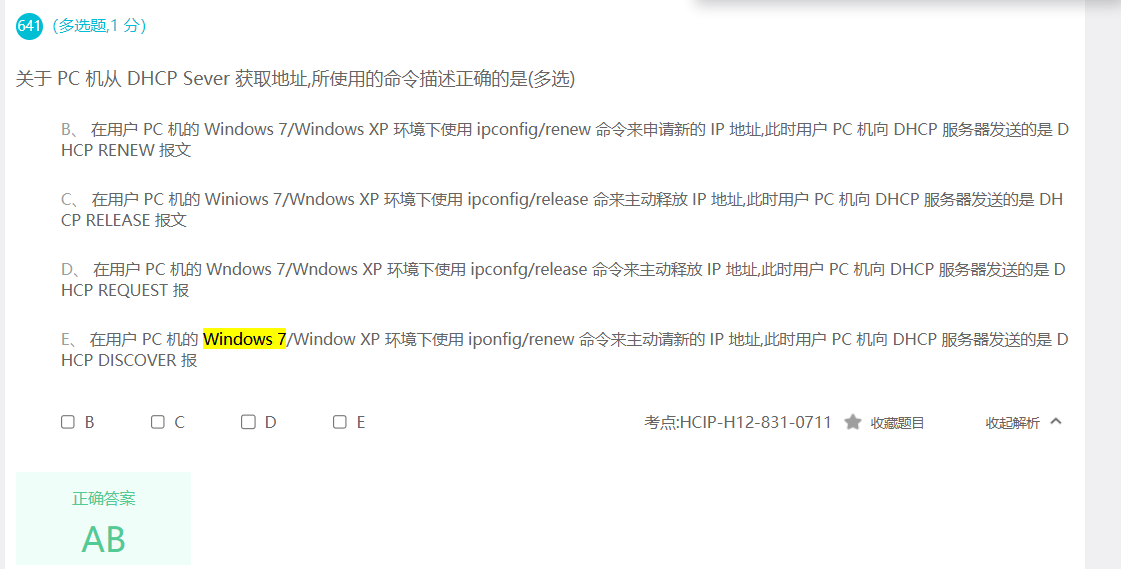 641 (多选题,1 分)
关于 PC 机从 DHCP Sever 获取地址,所使用的命令描述正确的是(多选)
B、 在用户 PC 机的 Windows 7/Windows XP 环境下使用 ipconfig/renew 命令来申请新的 IP 地址,此时用户 PC 机向 DHCP 服务器发送的是 D
HCP RENEW 报文
C、 在用户 PC 机的 Winiows 7/Wndows XP 环境下使用 ipconfig/release 命来主动释放 IP 地址,此时用户 PC 机向 DHCP 服务器发送的是 DH
CP RELEASE 报文
D、 在用户 PC 机的 Wndows 7/Wndows XP 环境下使用 ipconfg/release 命令来主动释放 IP 地址,此时用户 PC 机向 DHCP 服务器发送的是 D
HCP REQUEST 报
E、 在用户 PC 机的 Windows 7/Window XP 环境下使用 iponfig/renew 命令来主动请新的 IP 地址,此时用户 PC 机向 DHCP 服务器发送的是 D
HCP DISCOVER 报
B C D E 考点:HCIP-H12-831-0711 收藏题目 收起解析
正确答案
AB